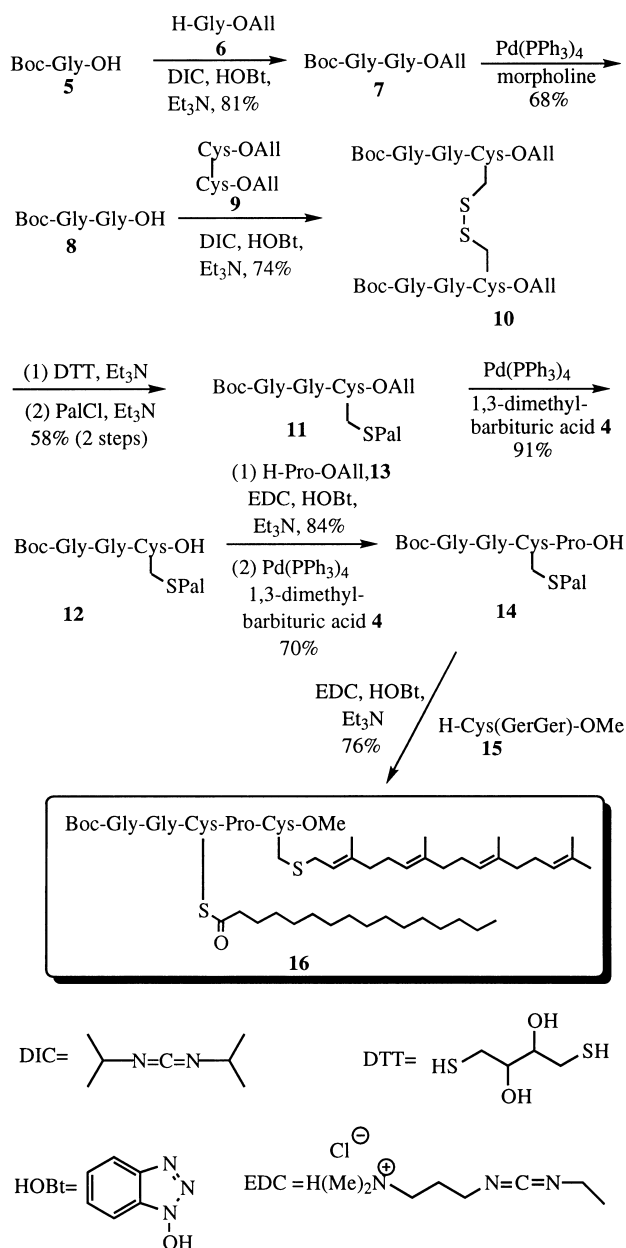 H-Gly-OAll
6
Boc-Gly-OH
5
DIC, HOBt,
Et3N, 81%
Boc-Gly-Gly-OAll
7
Pd(PPh3)4
morpholine
68%
Cys-OAll
Cys-OAll
9
Boc-Gly-Gly-OH
8
DIC, HOBt,
Et3N, 74%
Boc-Gly-Gly-Cys-OAll
S
S
Boc-Gly-Gly-Cys-OAll
10
(1) DTT, Et3N
(2) PalCl, Et3N
58% (2 steps)
Boc-Gly-Gly-Cys-OAll
SPal
11
Pd(PPh3)4
1,3-dimethyl-
barbituric acid 4
91%
Boc-Gly-Gly-Cys-OH
SPal
12
(1) H-Pro-OAll,13
EDC, HOBt,
Et3N, 84%
(2) Pd(PPh3)4
1,3-dimethyl-
barbituric acid 4
70%
Boc-Gly-Gly-Cys-Pro-OH
SPal
14
EDC, HOBt,
Et3N
76%
H-Cys(GerGer)-OMe
15
Boc-Gly-Gly-Cys-Pro-Cys-OMe
S
S
O
16
DIC=
N=C=N
DTT=
HS
OH
OH
SH
HOBt=
N
N
N
OH
Cl⊖
EDC =H(Me)2N⊕
N=C=N